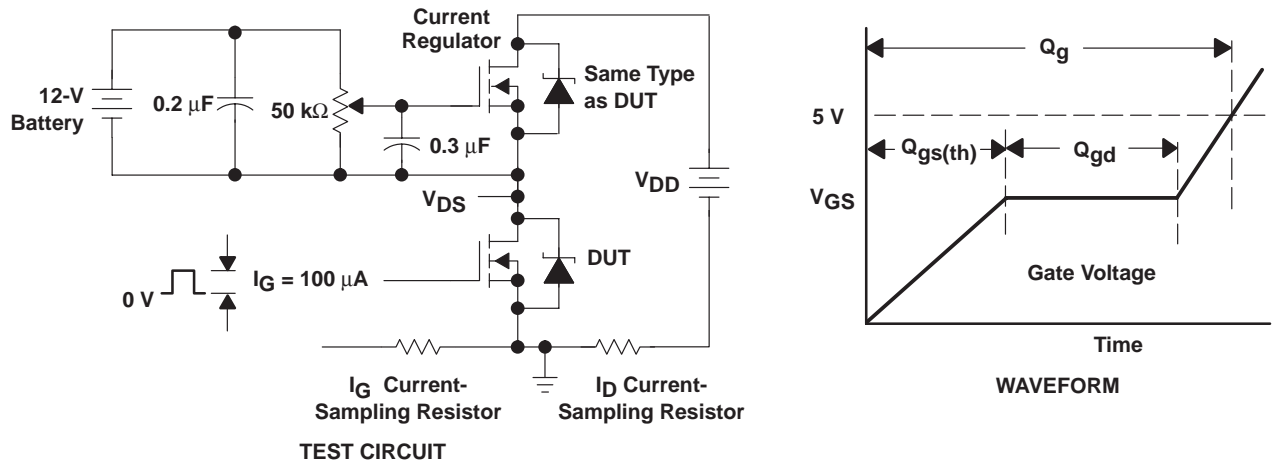 Current
Regulator
Same Type
as DUT
12-V
Battery
0.2 μF
50 kΩ
0.3 μF
VDD
VDS
DUT
0 V
IG = 100 μA
IG Current-
Sampling Resistor
ID Current-
Sampling Resistor
TEST CIRCUIT
Qg
5 V
Qgs(th)
Qgd
VGS
Gate Voltage
Time
WAVEFORM